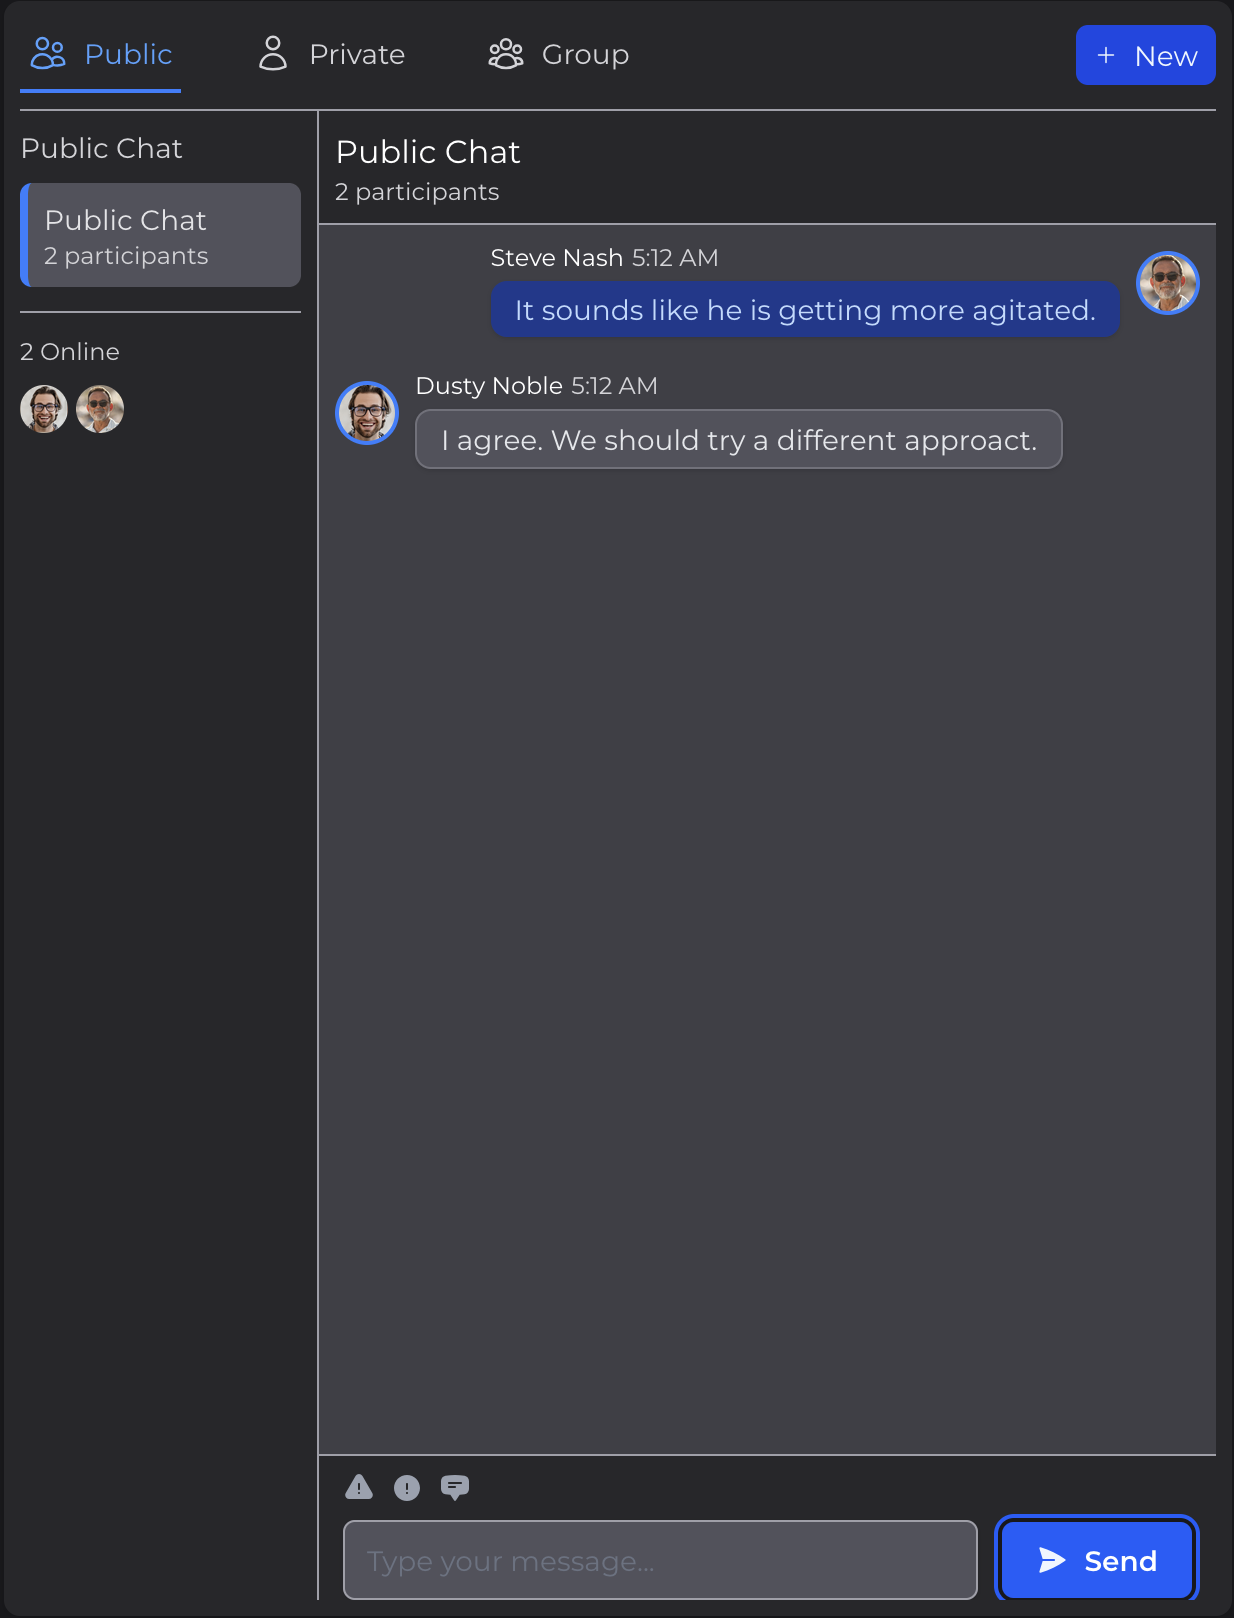 Public
Private
Group
+ New
Public Chat
Public Chat
2 participants
2 Online
Public Chat
2 participants
Steve Nash 5:12 AM
It sounds like he is getting more agitated.
Dusty Noble 5:12 AM
I agree. We should try a different approact.
Type your message...
Send